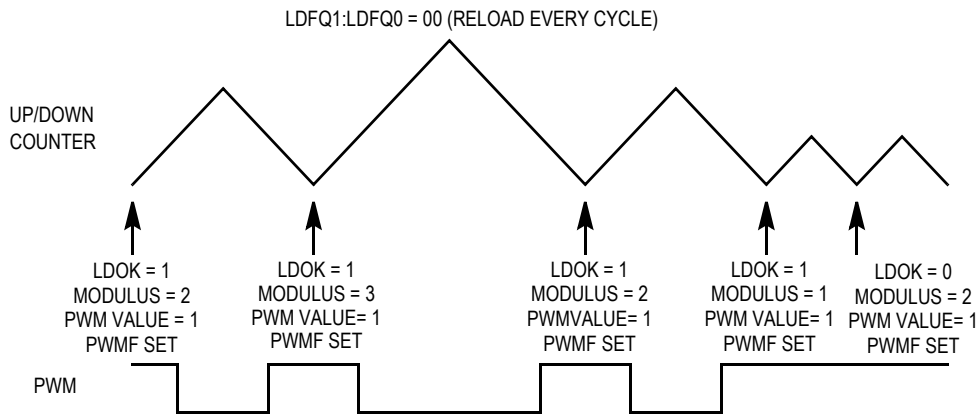 LDFQ1:LDFQ0 = 00 (RELOAD EVERY CYCLE)
UP/DOWN
COUNTER
LDOK = 1
MODULUS = 2
PWM VALUE = 1
PWMF SET
LDOK = 1
MODULUS = 3
PWM VALUE = 1
PWMF SET
LDOK = 1
MODULUS = 2
PWMVALUE= 1
PWMF SET
LDOK = 1
MODULUS = 1
PWM VALUE = 1
PWMF SET
LDOK = 0
MODULUS = 2
PWM VALUE = 1
PWMF SET
PWM